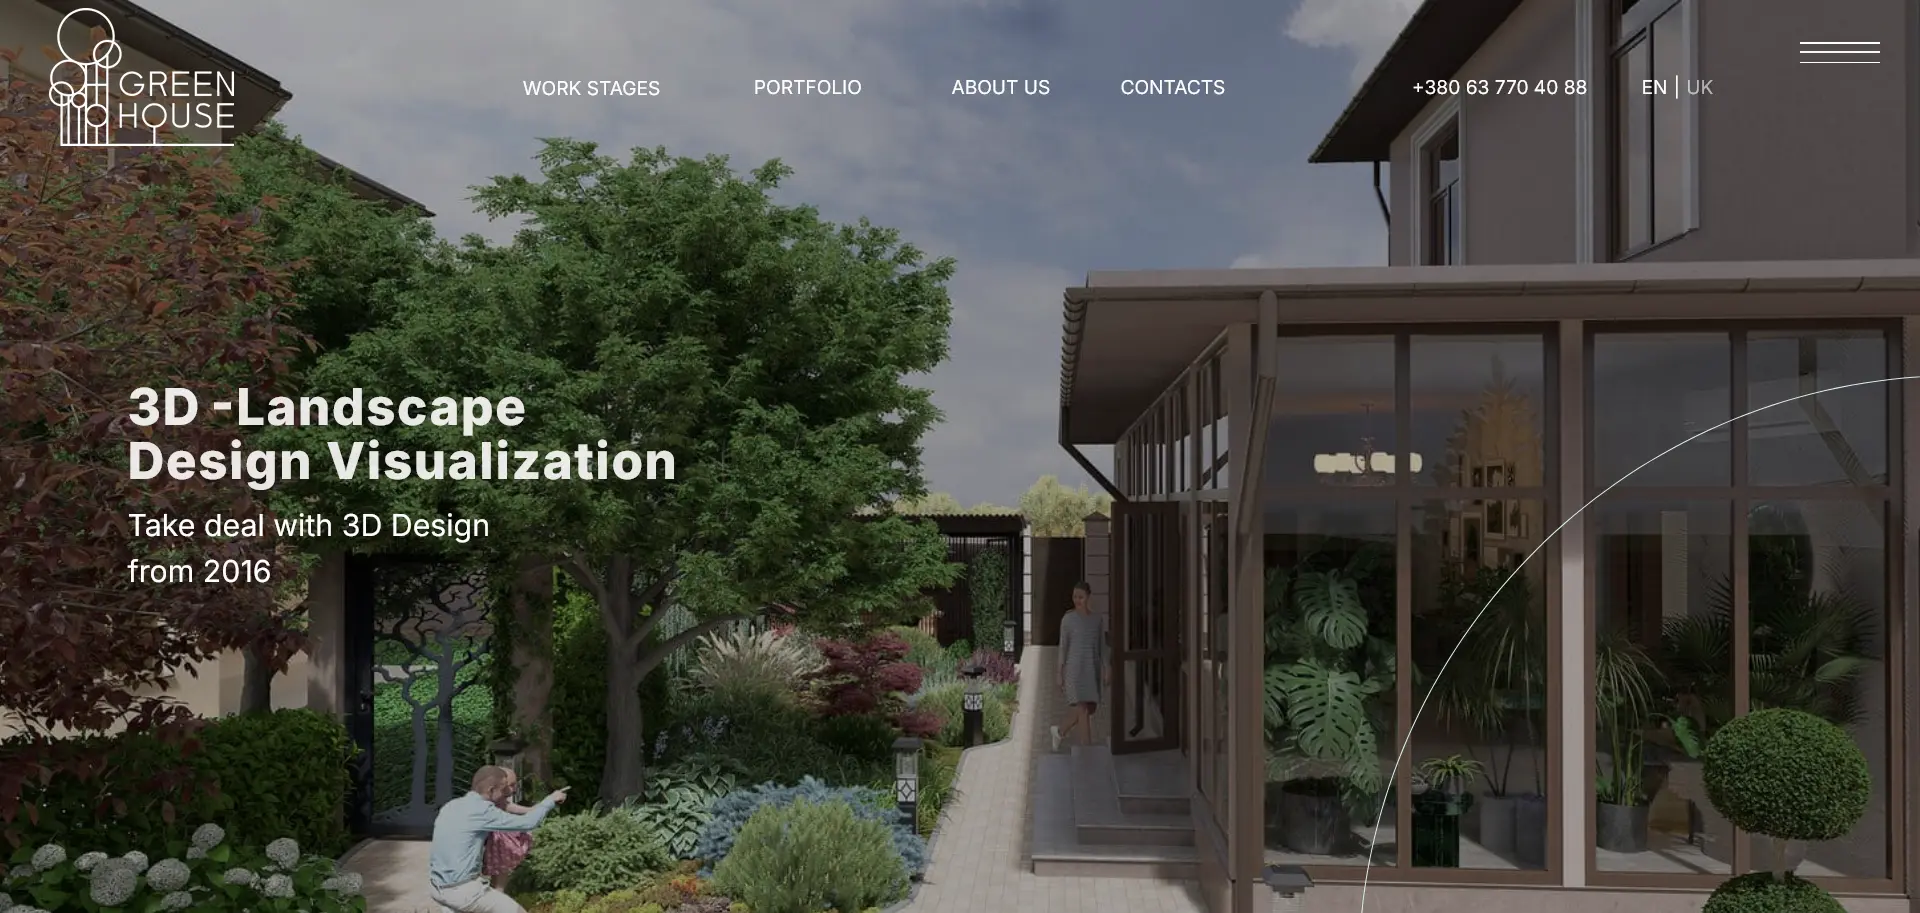 GREEN
HOUSE
WORK STAGES
PORTFOLIO
ABOUT US
CONTACTS
+380 63 770 40 88
EN | UK
3D -Landscape
Design Visualization
Take deal with 3D Design
from 2016